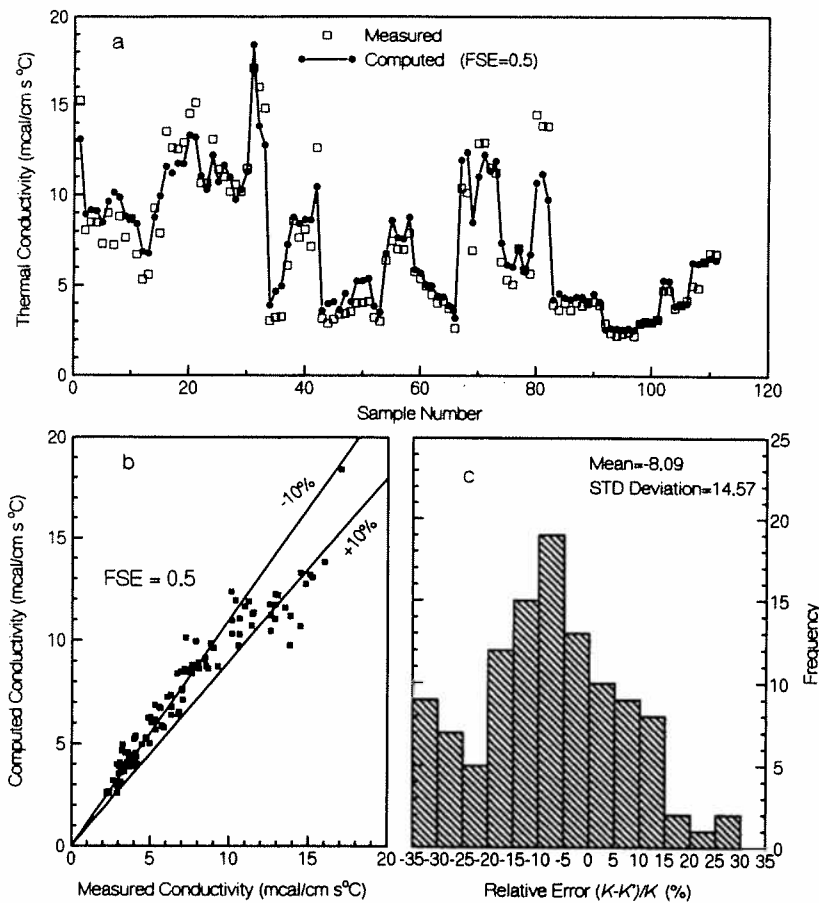 a
Measured
Computed (FSE=0.5)
20
15
10
5
0
Thermal Conductivity (mcal/cm s °C)
0 20 40 60 80 100 120
Sample Number
b
-10%
+10%
FSE = 0.5
20
15
10
5
0
Computed Conductivity (mcal/cm s °C)
0 5 10 15 20
Measured Conductivity (mcal/cm s°C)
c
Mean=-8.09
STD Deviation=14.57
25
20
15
10
5
0
Frequency
-35-30-25-20-15-10 -5 0 5 10 15 20 25 30 35
Relative Error (K-K')/K (%)